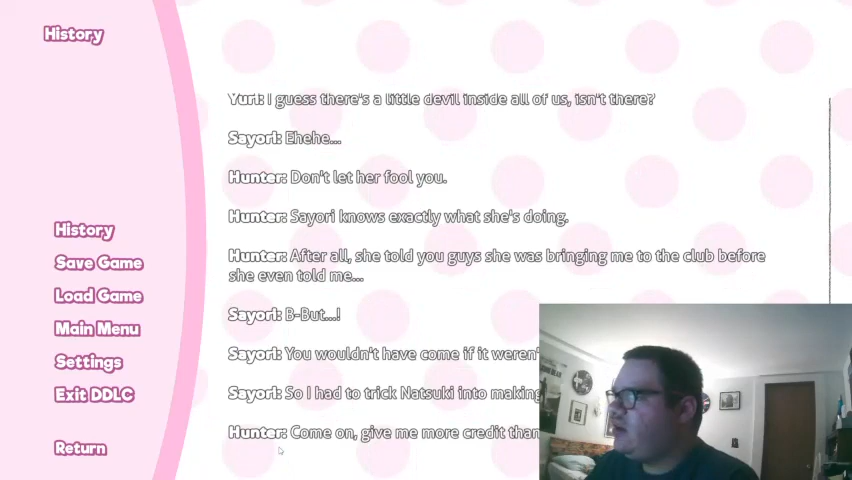 History
Yuri: I guess there's a little devil inside all of us, isn't there?
Sayori: Ehehe...
Hunter: Don't let her fool you.
Hunter: Sayori knows exactly what she's doing.
Hunter: After all, she told you guys she was bringing me to the club before
she even told me...
Sayori: B-But...!
Sayori: You wouldn't have come if it weren't
Sayori: So I had to trick Natsuki into making
Hunter: Come on, give me more credit than
History
Save Game
Load Game
Main Menu
Settings
Exit DDLC
Return